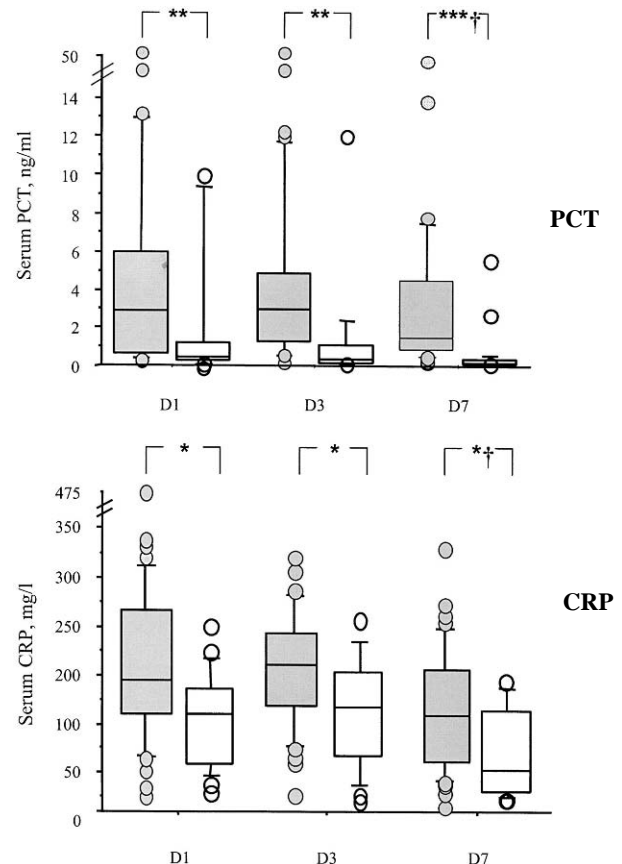 ** ** ***†
50
14
12
10
8
6
4
2
0
Serum PCT, ng/ml
PCT
D1 D3 D7
* * *†
475
350
300
250
200
100
50
0
Serum CRP, mg/l
CRP
D1 D3 D7